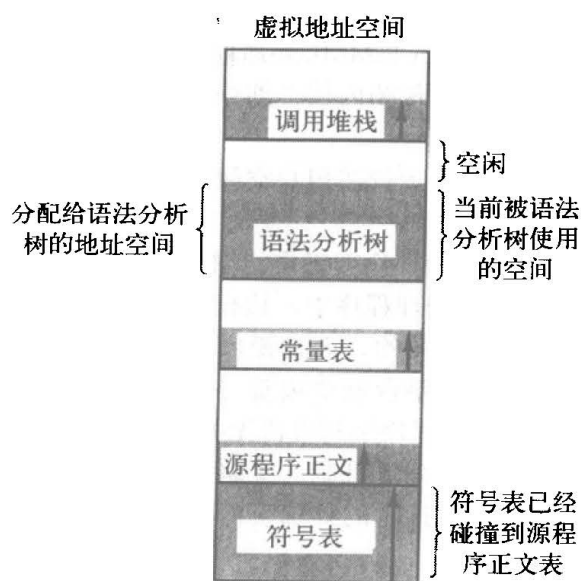 虚拟地址空间
调用堆栈
空闲
分配给语法分析
树的地址空间
语法分析树
当前被语法
分析树使用
的空间
常量表
源程序正文
符号表
符号表已经
碰撞到源程
序正文表